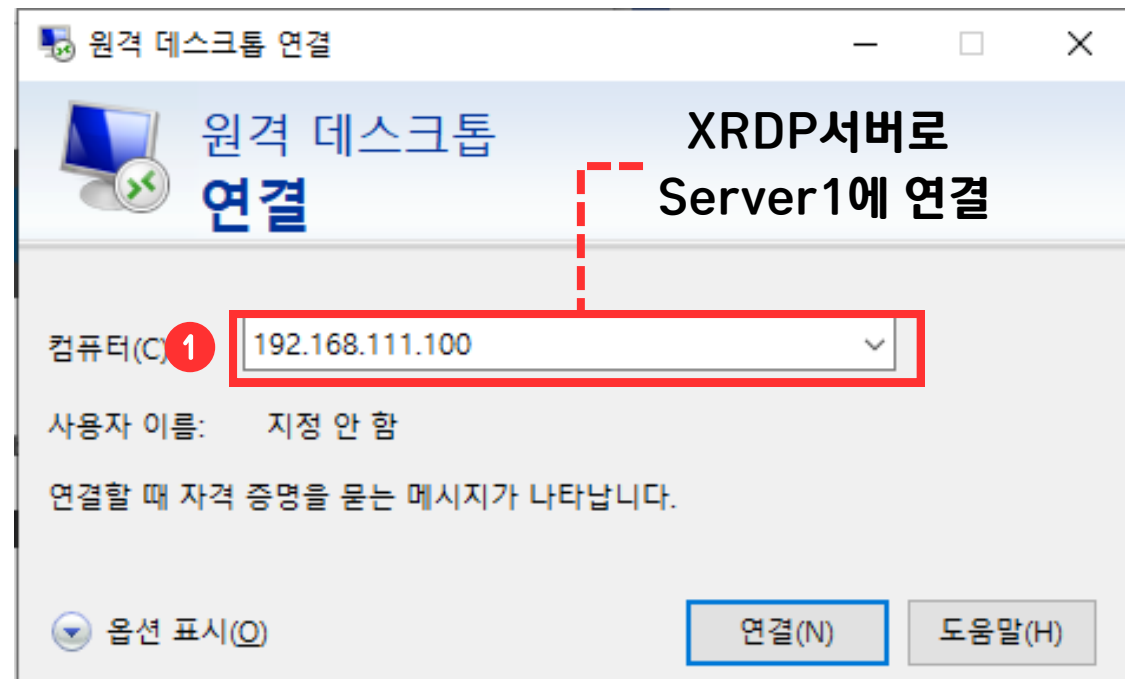 원격 데스크톱 연결
원격 데스크톱
연결
XRDP서버로
Server1에 연결
컴퓨터(C)
1
192.168.111.100
사용자 이름: 지정 안 함
연결할 때 자격 증명을 묻는 메시지가 나타납니다.
옵션 표시(O)
연결(N)
도움말(H)